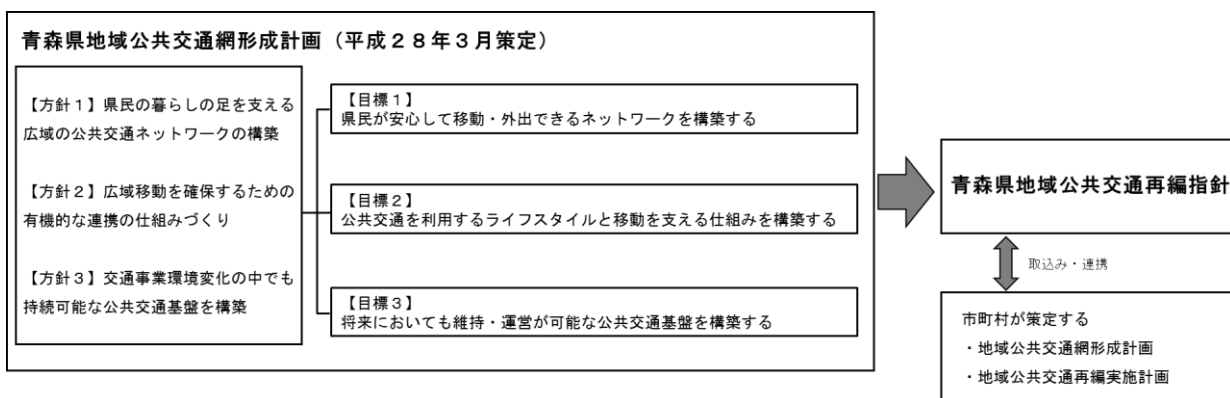 青森県地域公共交通網形成計画（平成２８年３月策定）
【方針１】県民の暮らしの足を支える
広域の公共交通ネットワークの構築
【方針２】広域移動を確保するための
有機的な連携の仕組みづくり
【方針３】交通事業環境変化の中でも
持続可能な公共交通基盤を構築
【目標１】
県民が安心して移動・外出できるネットワークを構築する
【目標２】
公共交通を利用するライフスタイルと移動を支える仕組みを構築する
【目標３】
将来においても維持・運営が可能な公共交通基盤を構築する
青森県地域公共交通再編指針
取込み・連携
市町村が策定する
・地域公共交通網形成計画
・地域公共交通再編実施計画